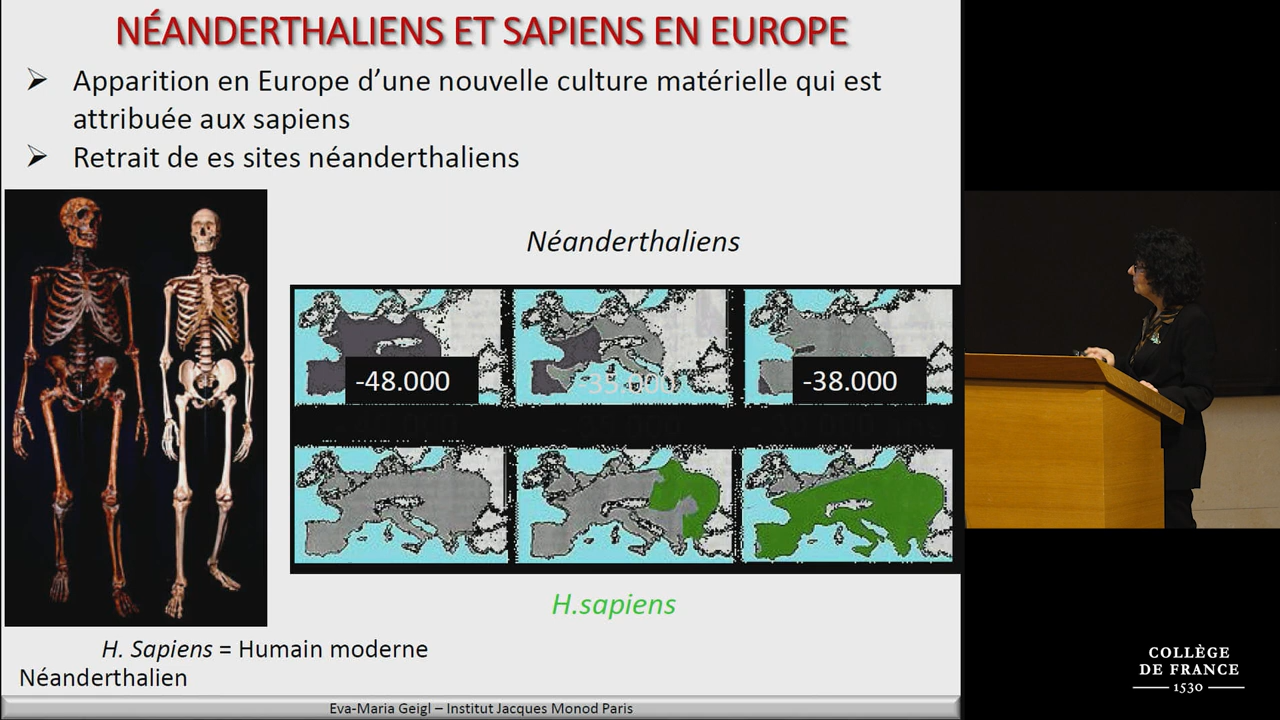 NÉANDERTHALIENS ET SAPIENS EN EUROPE
Apparition en Europe d’une nouvelle culture matérielle qui est
attribuée aux sapiens
Retrait de es sites néanderthaliens
Néanderthaliens
-48.000
-38.000
H.sapiens
H. Sapiens = Humain moderne
Néanderthalien
Eva-Maria Geigl – Institut Jacques Monod Paris
COLLÈGE
DE FRANCE
1530